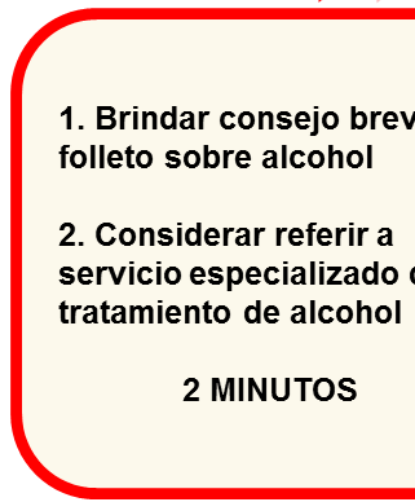 1. Brindar consejo brev
folleto sobre alcohol
2. Considerar referir a
servicio especializado
tratamiento de alcohol
2 MINUTOS